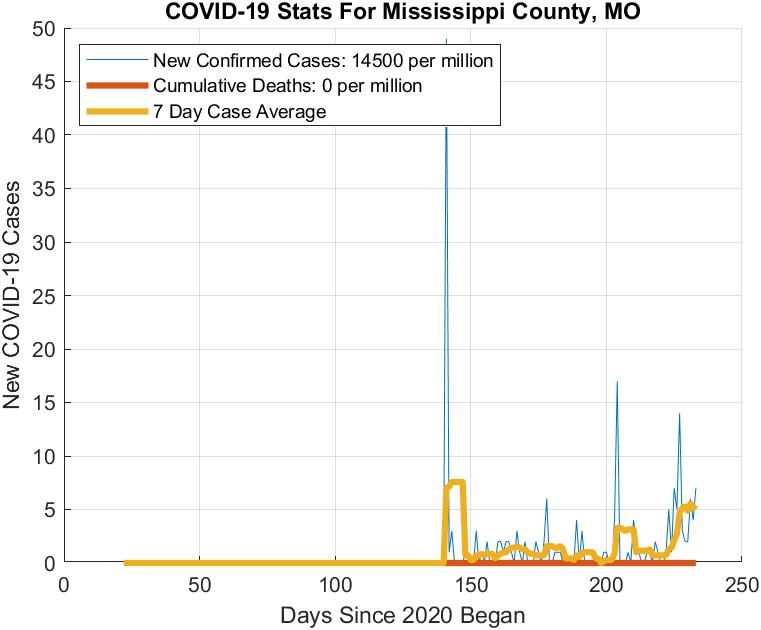 COVID-19 Stats For Mississippi County, MO
New Confirmed Cases: 14500 per million
Cumulative Deaths: 0 per million
7 Day Case Average
New COVID-19 Cases
50
45
40
35
30
25
20
15
10
5
0
0 50 100 150 200 250
Days Since 2020 Began